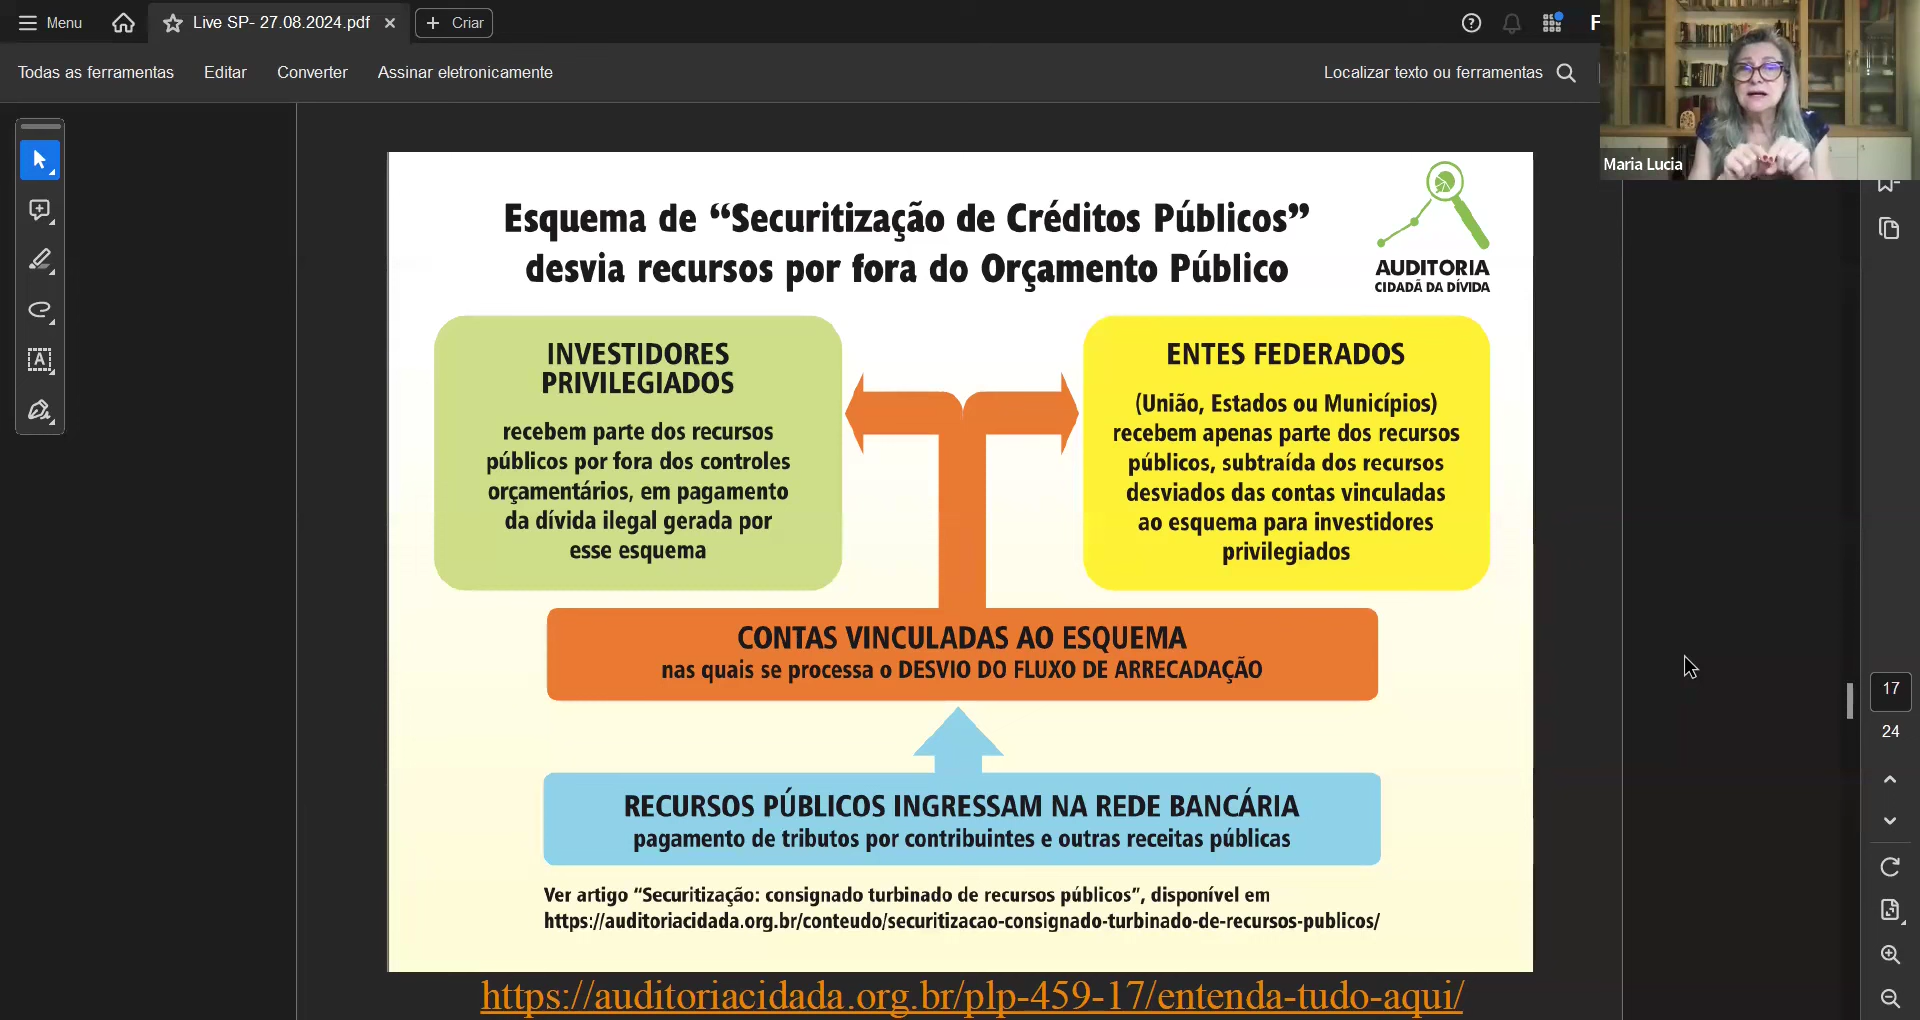 Menu
Live SP- 27.08.2024.pdf
Criar
Todas as ferramentas
Editar
Converter
Assinar eletronicamente
Localizar texto ou ferramentas
Maria Lucia
Esquema de “Securitização de Créditos Públicos”
desvia recursos por fora do Orçamento Público
AUDITORIA
CIDADÃ DA DÍVIDA
INVESTIDORES
PRIVILEGIADOS
recebem parte dos recursos
públicos por fora dos controles
orçamentários, em pagamento
da dívida ilegal gerada por
esse esquema
ENTES FEDERADOS
(União, Estados ou Municípios)
recebem apenas parte dos recursos
públicos, subtraída dos recursos
desviados das contas vinculadas
ao esquema para investidores
privilegiados
CONTAS VINCULADAS AO ESQUEMA
nas quais se processa o DESVIO DO FLUXO DE ARRECADAÇÃO
RECURSOS PÚBLICOS INGRESSAM NA REDE BANCÁRIA
pagamento de tributos por contribuintes e outras receitas públicas
Ver artigo “Securitização: consignado turbinado de recursos públicos”, disponível em
https://auditoriacidada.org.br/conteudo/securitizacao-consignado-turbinado-de-recursos-publicos/
https://auditoriacidada.org.br/plp-459-17/entenda-tudo-aqui/
17
24